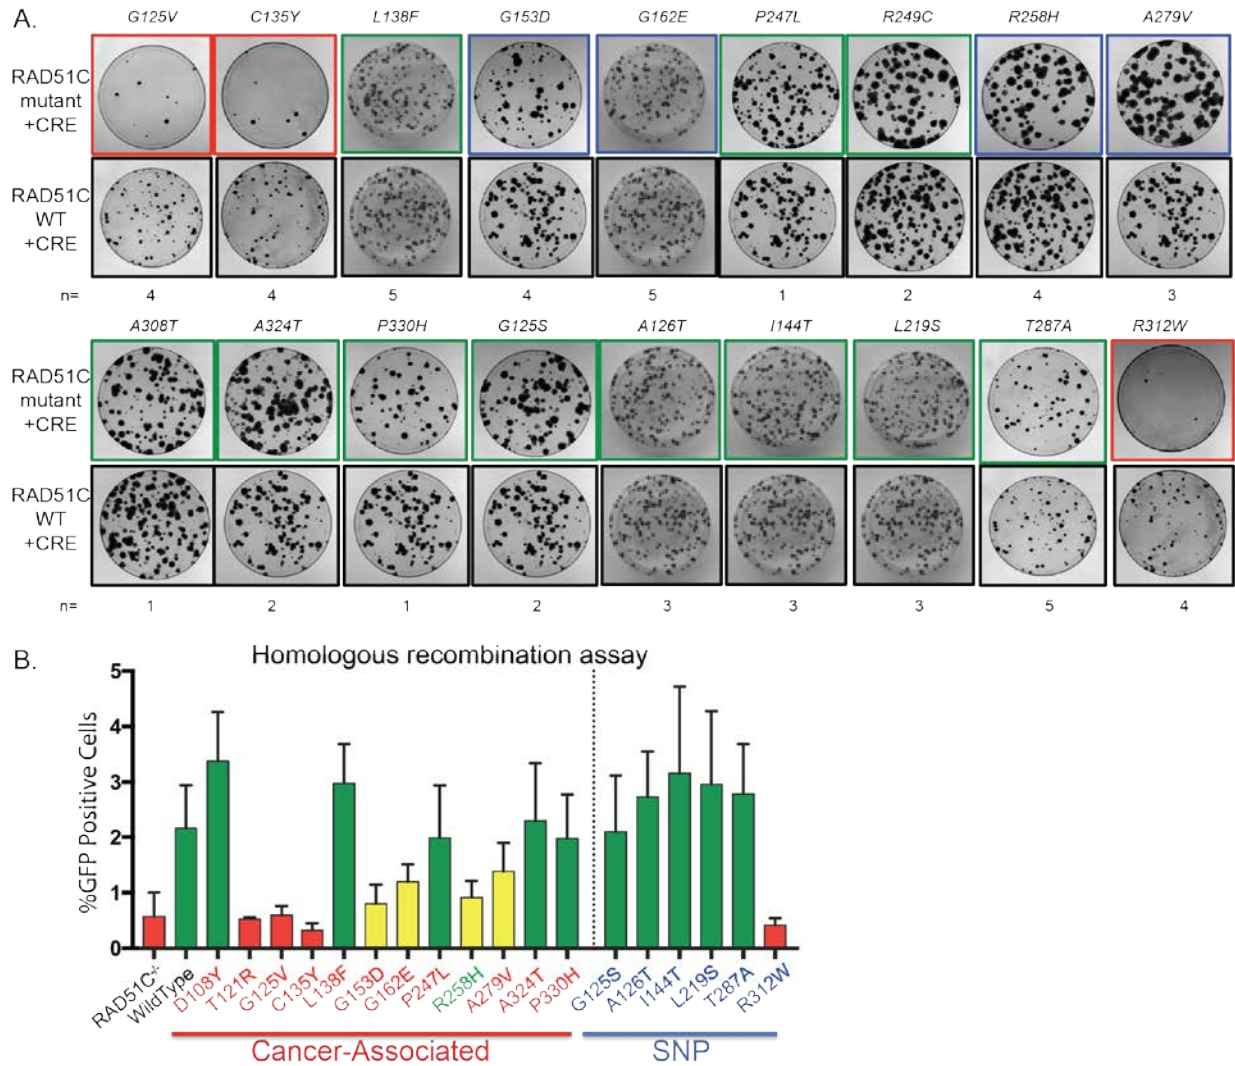 A.
G125V C135Y L138F G153D G162E P247L R249C R258H A279V
RAD51C
mutant
+CRE
RAD51C
WT
+CRE
n= 4 4 5 4 5 1 2 4 3
A308T A324T P330H G125S A126T I144T L219S T287A R312W
RAD51C
mutant
+CRE
RAD51C
WT
+CRE
n= 1 2 1 2 3 3 3 5 4
B.
Homologous recombination assay
%GFP Positive Cells
5
4
3
2
1
0
RAD51C-/- WildType D108Y T121R G125V C135Y L138F G153D G162E P247L R258H A279V A324T P330H G125S A126T I144T L219S T287A R312W
Cancer-Associated SNP